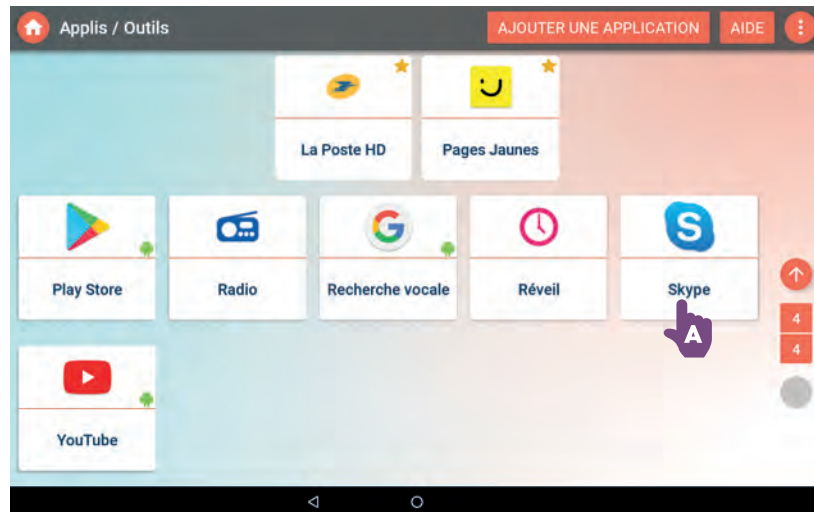 Applis / Outils
AJOUTER UNE APPLICATION
AIDE
La Poste HD
Pages Jaunes
G
S
Play Store
Radio
Recherche vocale
Réveil
Skype
4
A
4
YouTube